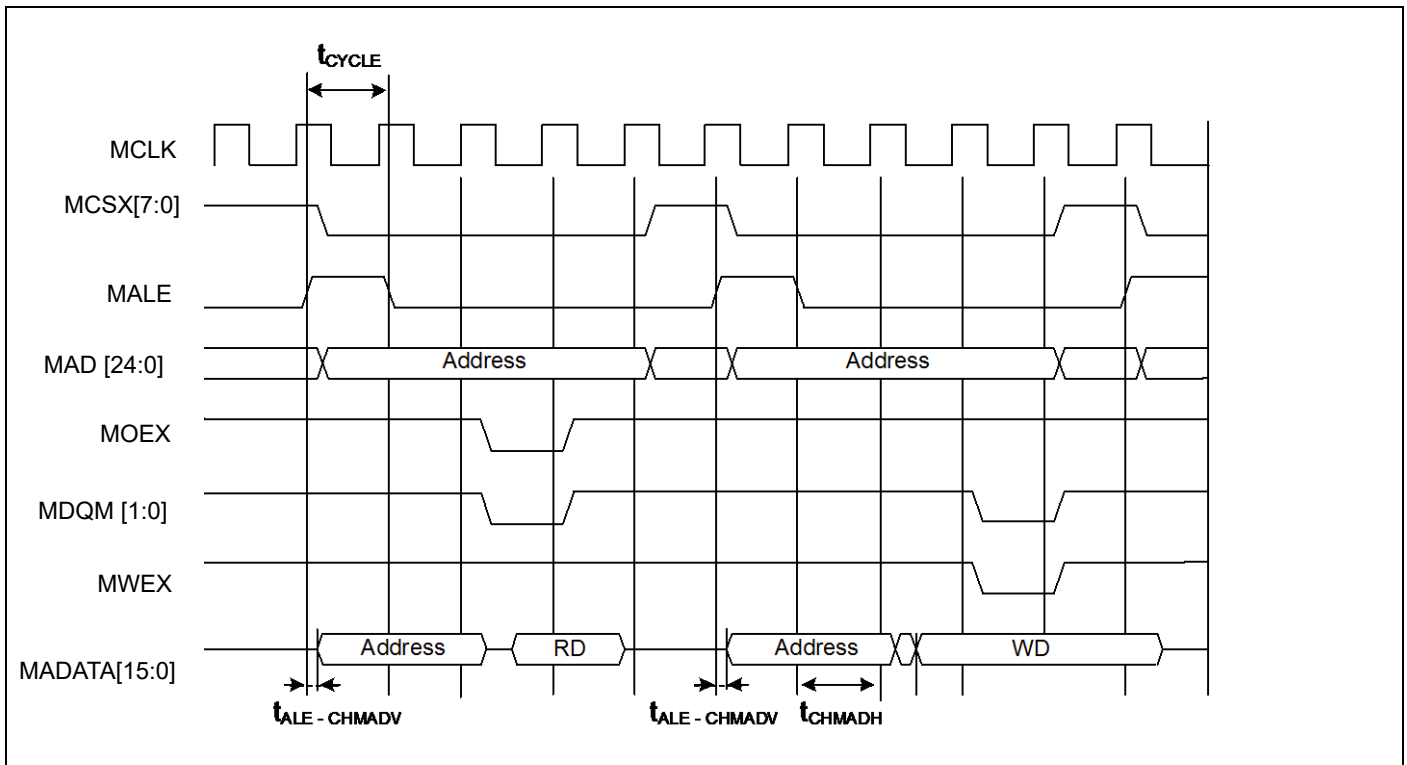 tCYCLE
MCLK
MCSX[7:0]
MALE
MAD [24:0]
Address
Address
MOEX
MDQM [1:0]
MWEX
MADATA[15:0]
Address
RD
Address
WD
tALE - CHMADV
tALE - CHMADV
tCHMADH